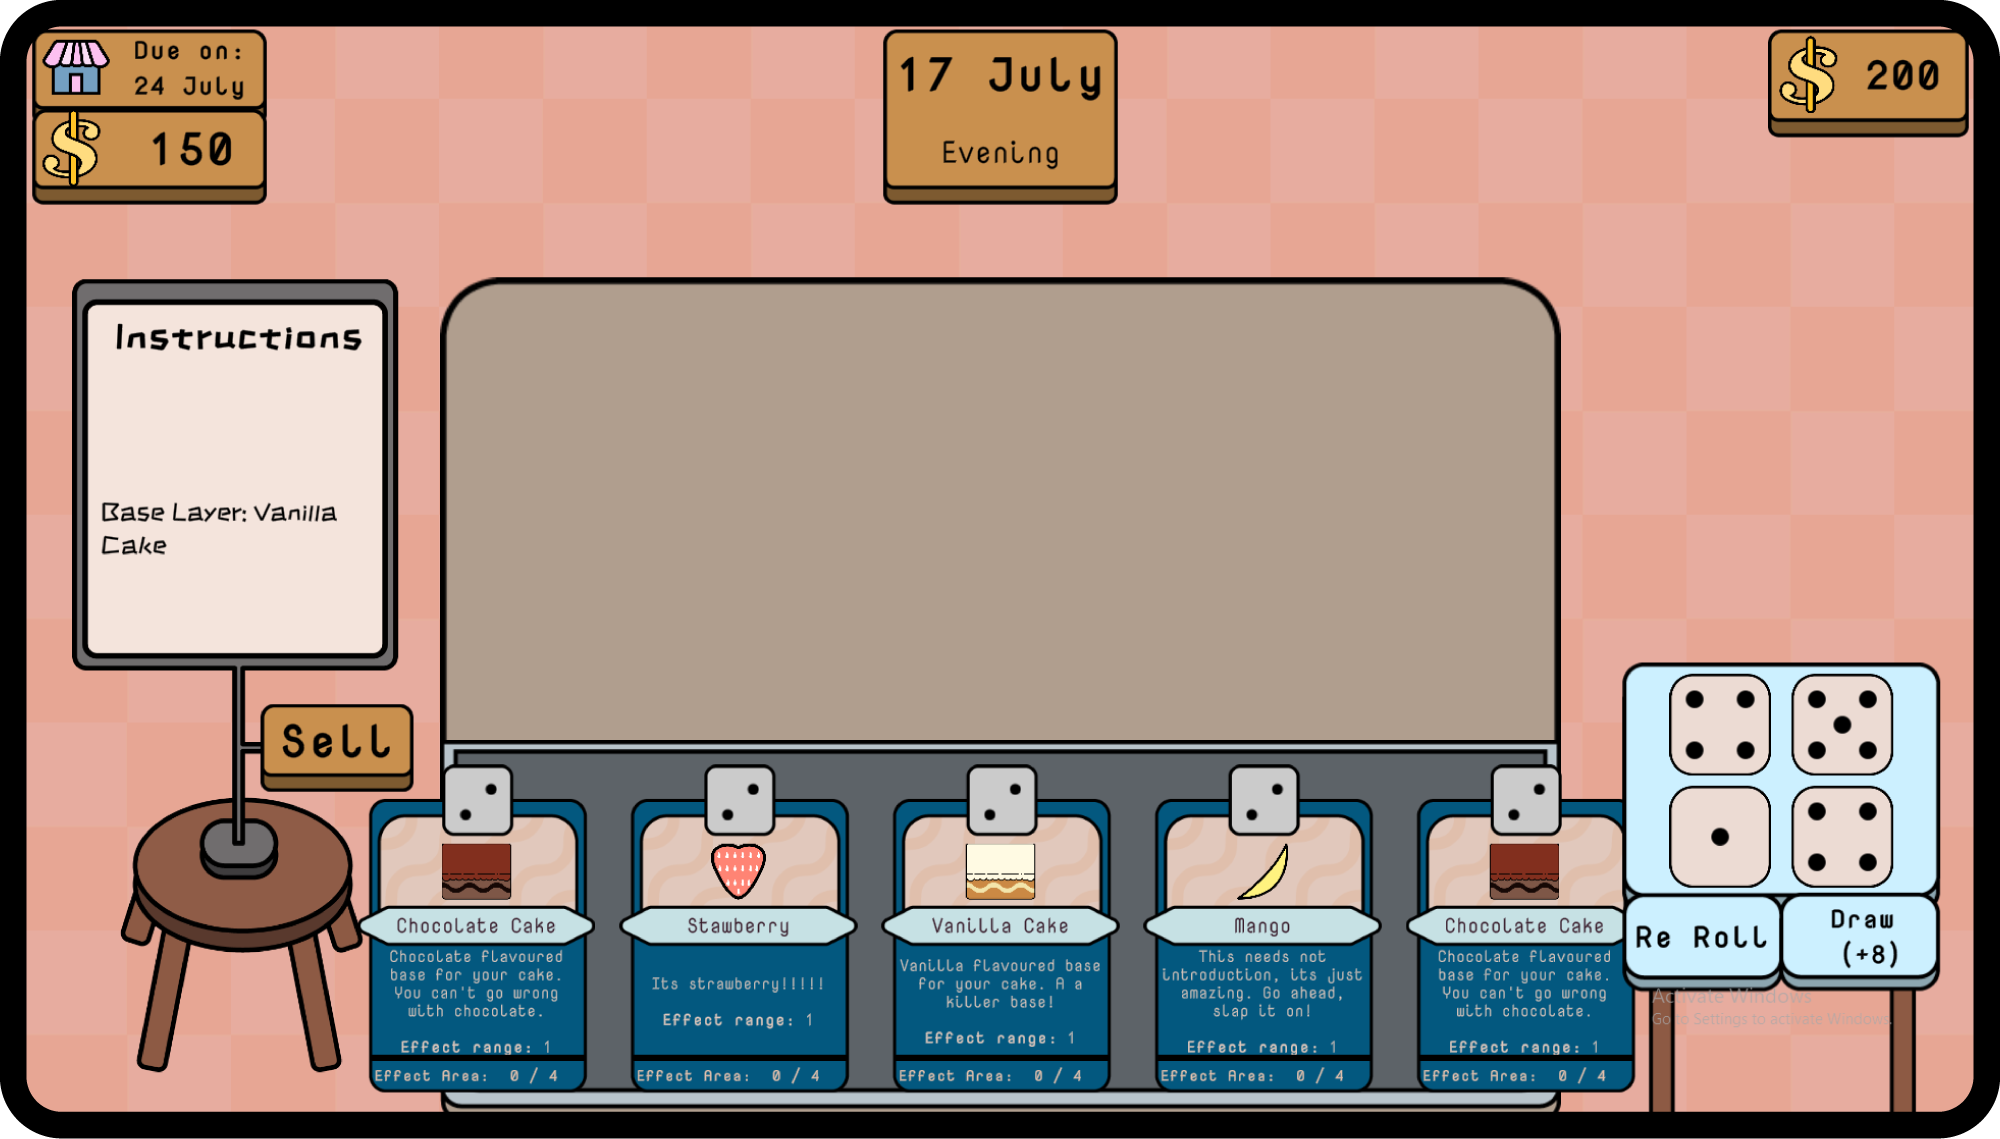 Due on:
24 July
150
17 July
Evening
200
Instructions
Base Layer: Vanilla
Cake
Sell
Chocolate Cake
Chocolate flavoured
base for your cake.
You can't go wrong
with chocolate.
Effect range: 1
Effect Area: 0 / 4
Stawberry
Its strawberry!!!!!
Effect range: 1
Effect Area: 0 / 4
Vanilla Cake
Vanilla flavoured base
for your cake. A a
killer base!
Effect range: 1
Effect Area: 0 / 4
Mango
This needs not
introduction, its just
amazing. Go ahead,
slap it on!
Effect range: 1
Effect Area: 0 / 4
Chocolate Cake
Chocolate flavoured
base for your cake.
You can't go wrong
with chocolate.
Effect range: 1
Effect Area: 0 / 4
Re Roll
Draw
(+8)
Activate Windows
Go to Settings to activate Windows.